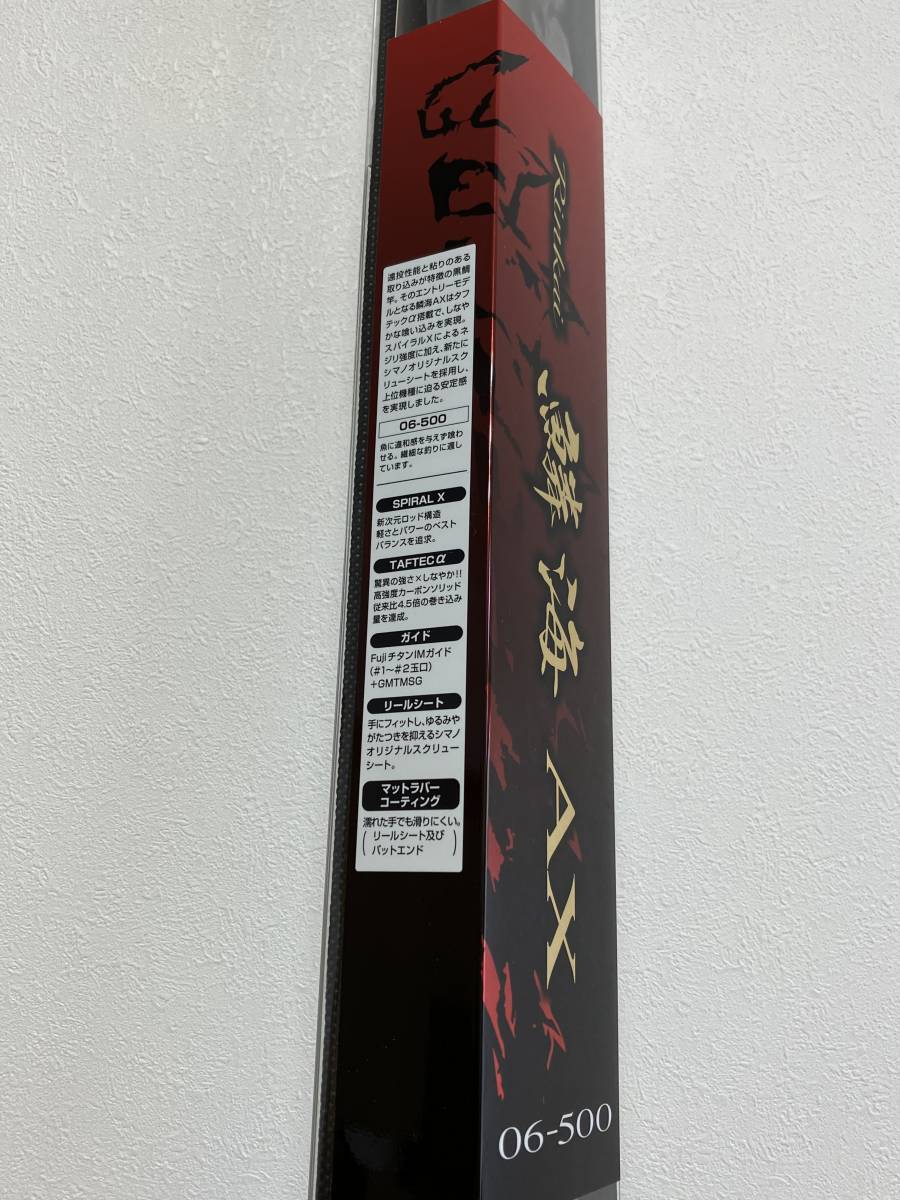 遠投性能と粘りのある
取り込みが特徴の黒鯛
竿。そのエントリーモデ
ルとなる鱗海AXはタフ
テックα搭載で、しなや
かな喰い込みを実現。
スパイラルXによるネ
ジリ強度に加え、新たに
シマノオリジナルスク
リューシートを採用し、
上位機種に迫る安定感
を実現しました。
06-500
魚に違和感を与えず喰わ
せる。繊細な釣りに適し
ています。
SPIRAL X
新次元ロッド構造
軽さとパワーのベスト
バランスを追求。
TAFTECα
驚異の強さ×しなやか!!
高強度カーボンソリッド
従来比4.5倍の巻き込み
量を達成。
ガイド
FujiチタンIMガイド
(#1〜#2玉口)
+GMTMSG
リールシート
手にフィットし、ゆるみや
がたつきを抑えるシマノ
オリジナルスクリュー
シート。
マットラバー
コーティング
濡れた手でも滑りにくい。
(リールシート及び
バットエンド)
Rinkai
鱗海 AX
06-500